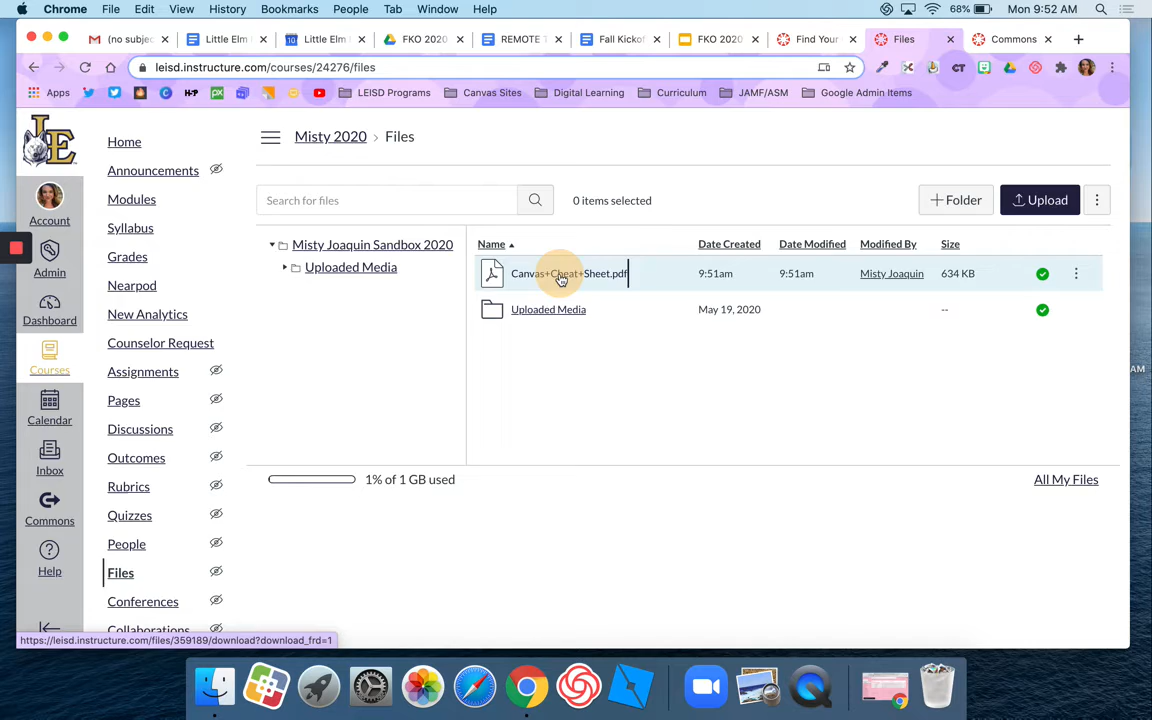 Chrome File Edit View History Bookmarks People Tab Window Help 68% Mon 9:52 AM
(no subjec Little Elm Little Elm FKO 2020 REMOTE T Fall Kickof FKO 2020 Find Your Files Commons
leisd.instructure.com/courses/24276/files
Apps LEISD Programs Canvas Sites Digital Learning Curriculum JAMF/ASM Google Admin Items
LE
Account
Admin
Dashboard
Courses
Calendar
Inbox
Commons
Help
Home
Announcements
Modules
Syllabus
Grades
Nearpod
New Analytics
Counselor Request
Assignments
Pages
Discussions
Outcomes
Rubrics
Quizzes
People
Files
Conferences
Collaborations
Misty 2020 > Files
Search for files 0 items selected + Folder Upload
Misty Joaquin Sandbox 2020
Uploaded Media
Name Date Created Date Modified Modified By Size
Canvas+Cheat+Sheet.pdf 9:51am 9:51am Misty Joaquin 634 KB
Uploaded Media May 19, 2020 --
1% of 1 GB used All My Files
https://leisd.instructure.com/files/359189/download?download_frd=1
AM